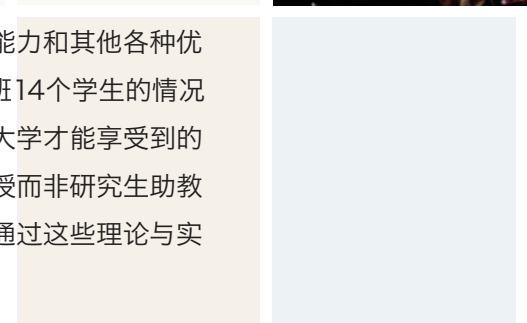 能力和其他各种优
班14个学生的情况
大学才能享受到的
授而非研究生助教
通过这些理论与实